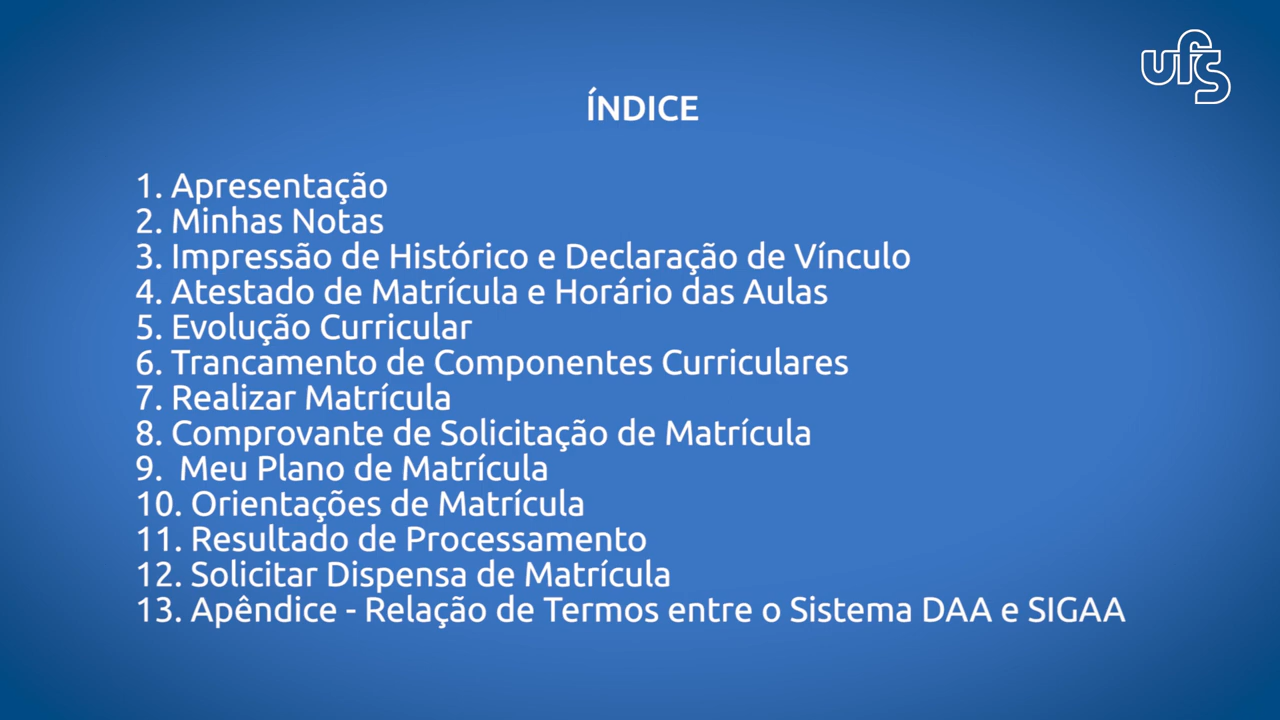 ufs
ÍNDICE
1. Apresentação
2. Minhas Notas
3. Impressão de Histórico e Declaração de Vínculo
4. Atestado de Matrícula e Horário das Aulas
5. Evolução Curricular
6. Trancamento de Componentes Curriculares
7. Realizar Matrícula
8. Comprovante de Solicitação de Matrícula
9.  Meu Plano de Matrícula
10. Orientações de Matrícula
11. Resultado de Processamento
12. Solicitar Dispensa de Matrícula
13. Apêndice - Relação de Termos entre o Sistema DAA e SIGAA